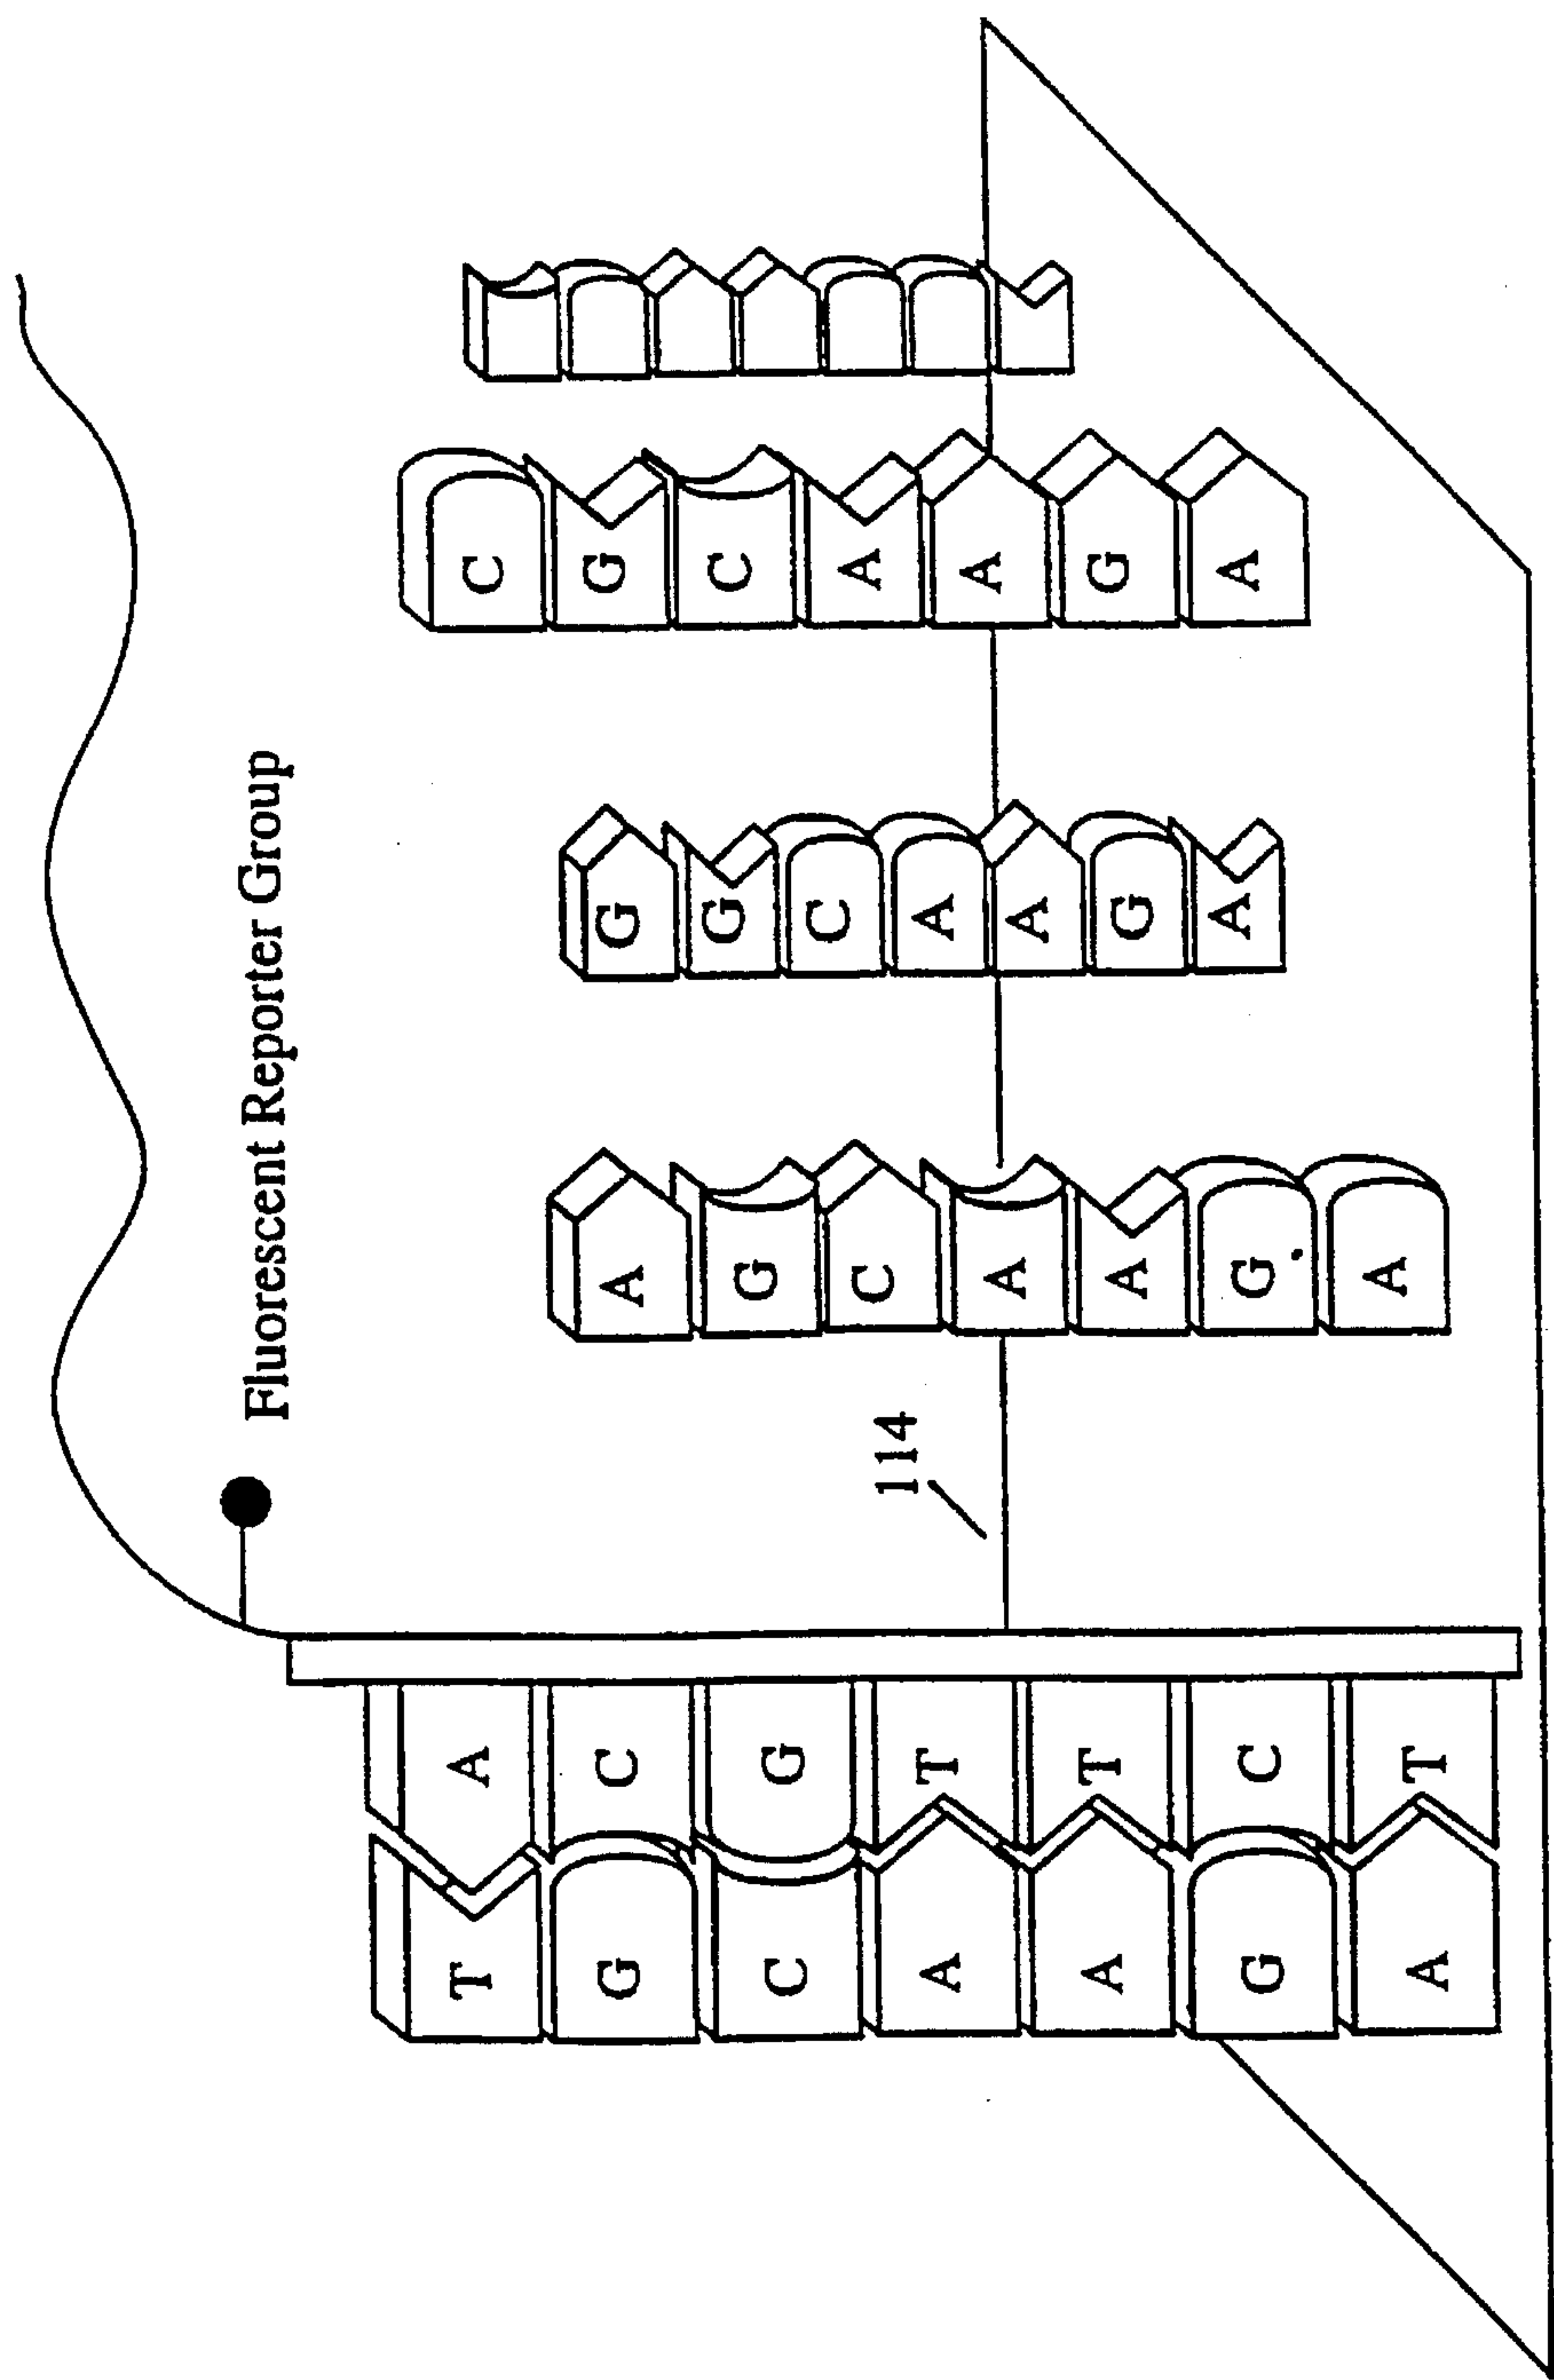 Fluorescent Reporter Group
T G C A A G A
A C G T T C T
114
A G C A A G A
G G C A A G A
C G C A A G A